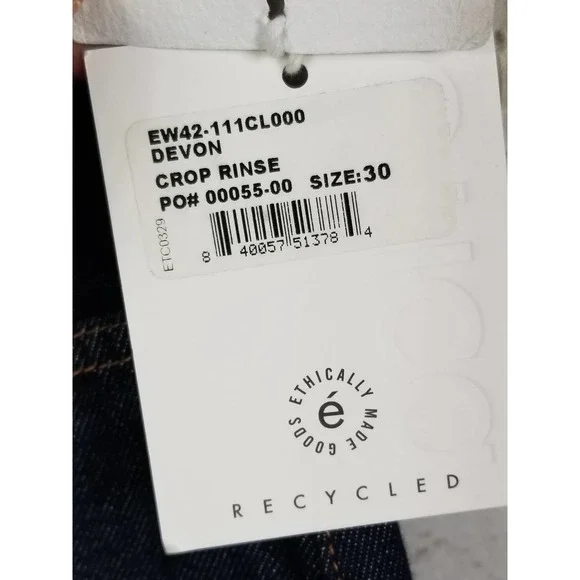 EW42-111CL000
DEVON
CROP RINSE
PO# 00055-00 SIZE:30
ETC0329
8 40057 51378 4
é
ETHICALLY MADE GOODS
RECYCLED